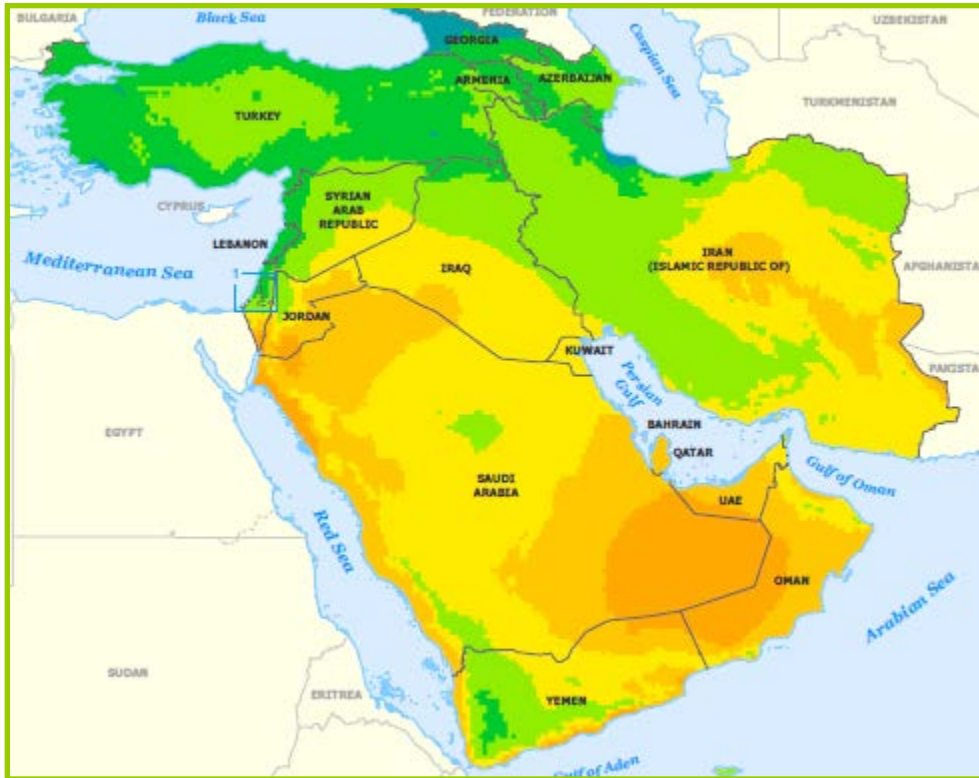 BULGARIA
Black Sea
FEDERATION
UZBEKISTAN
GEORGIA
Caspian Sea
ARMENIA
AZERBAIJAN
TURKMENISTAN
TURKEY
CYPRUS
SYRIAN
ARAB
REPUBLIC
LEBANON
Mediterranean Sea
1
IRAQ
IRAN
(ISLAMIC REPUBLIC OF)
AFGHANISTA
JORDAN
KUWAIT
PAKISTA
Persian
Gulf
BAHRAIN
EGYPT
QATAR
Gulf of Oman
SAUDI
ARABIA
UAE
Red Sea
OMAN
Arabian Sea
SUDAN
ERITREA
YEMEN
Gulf of Aden